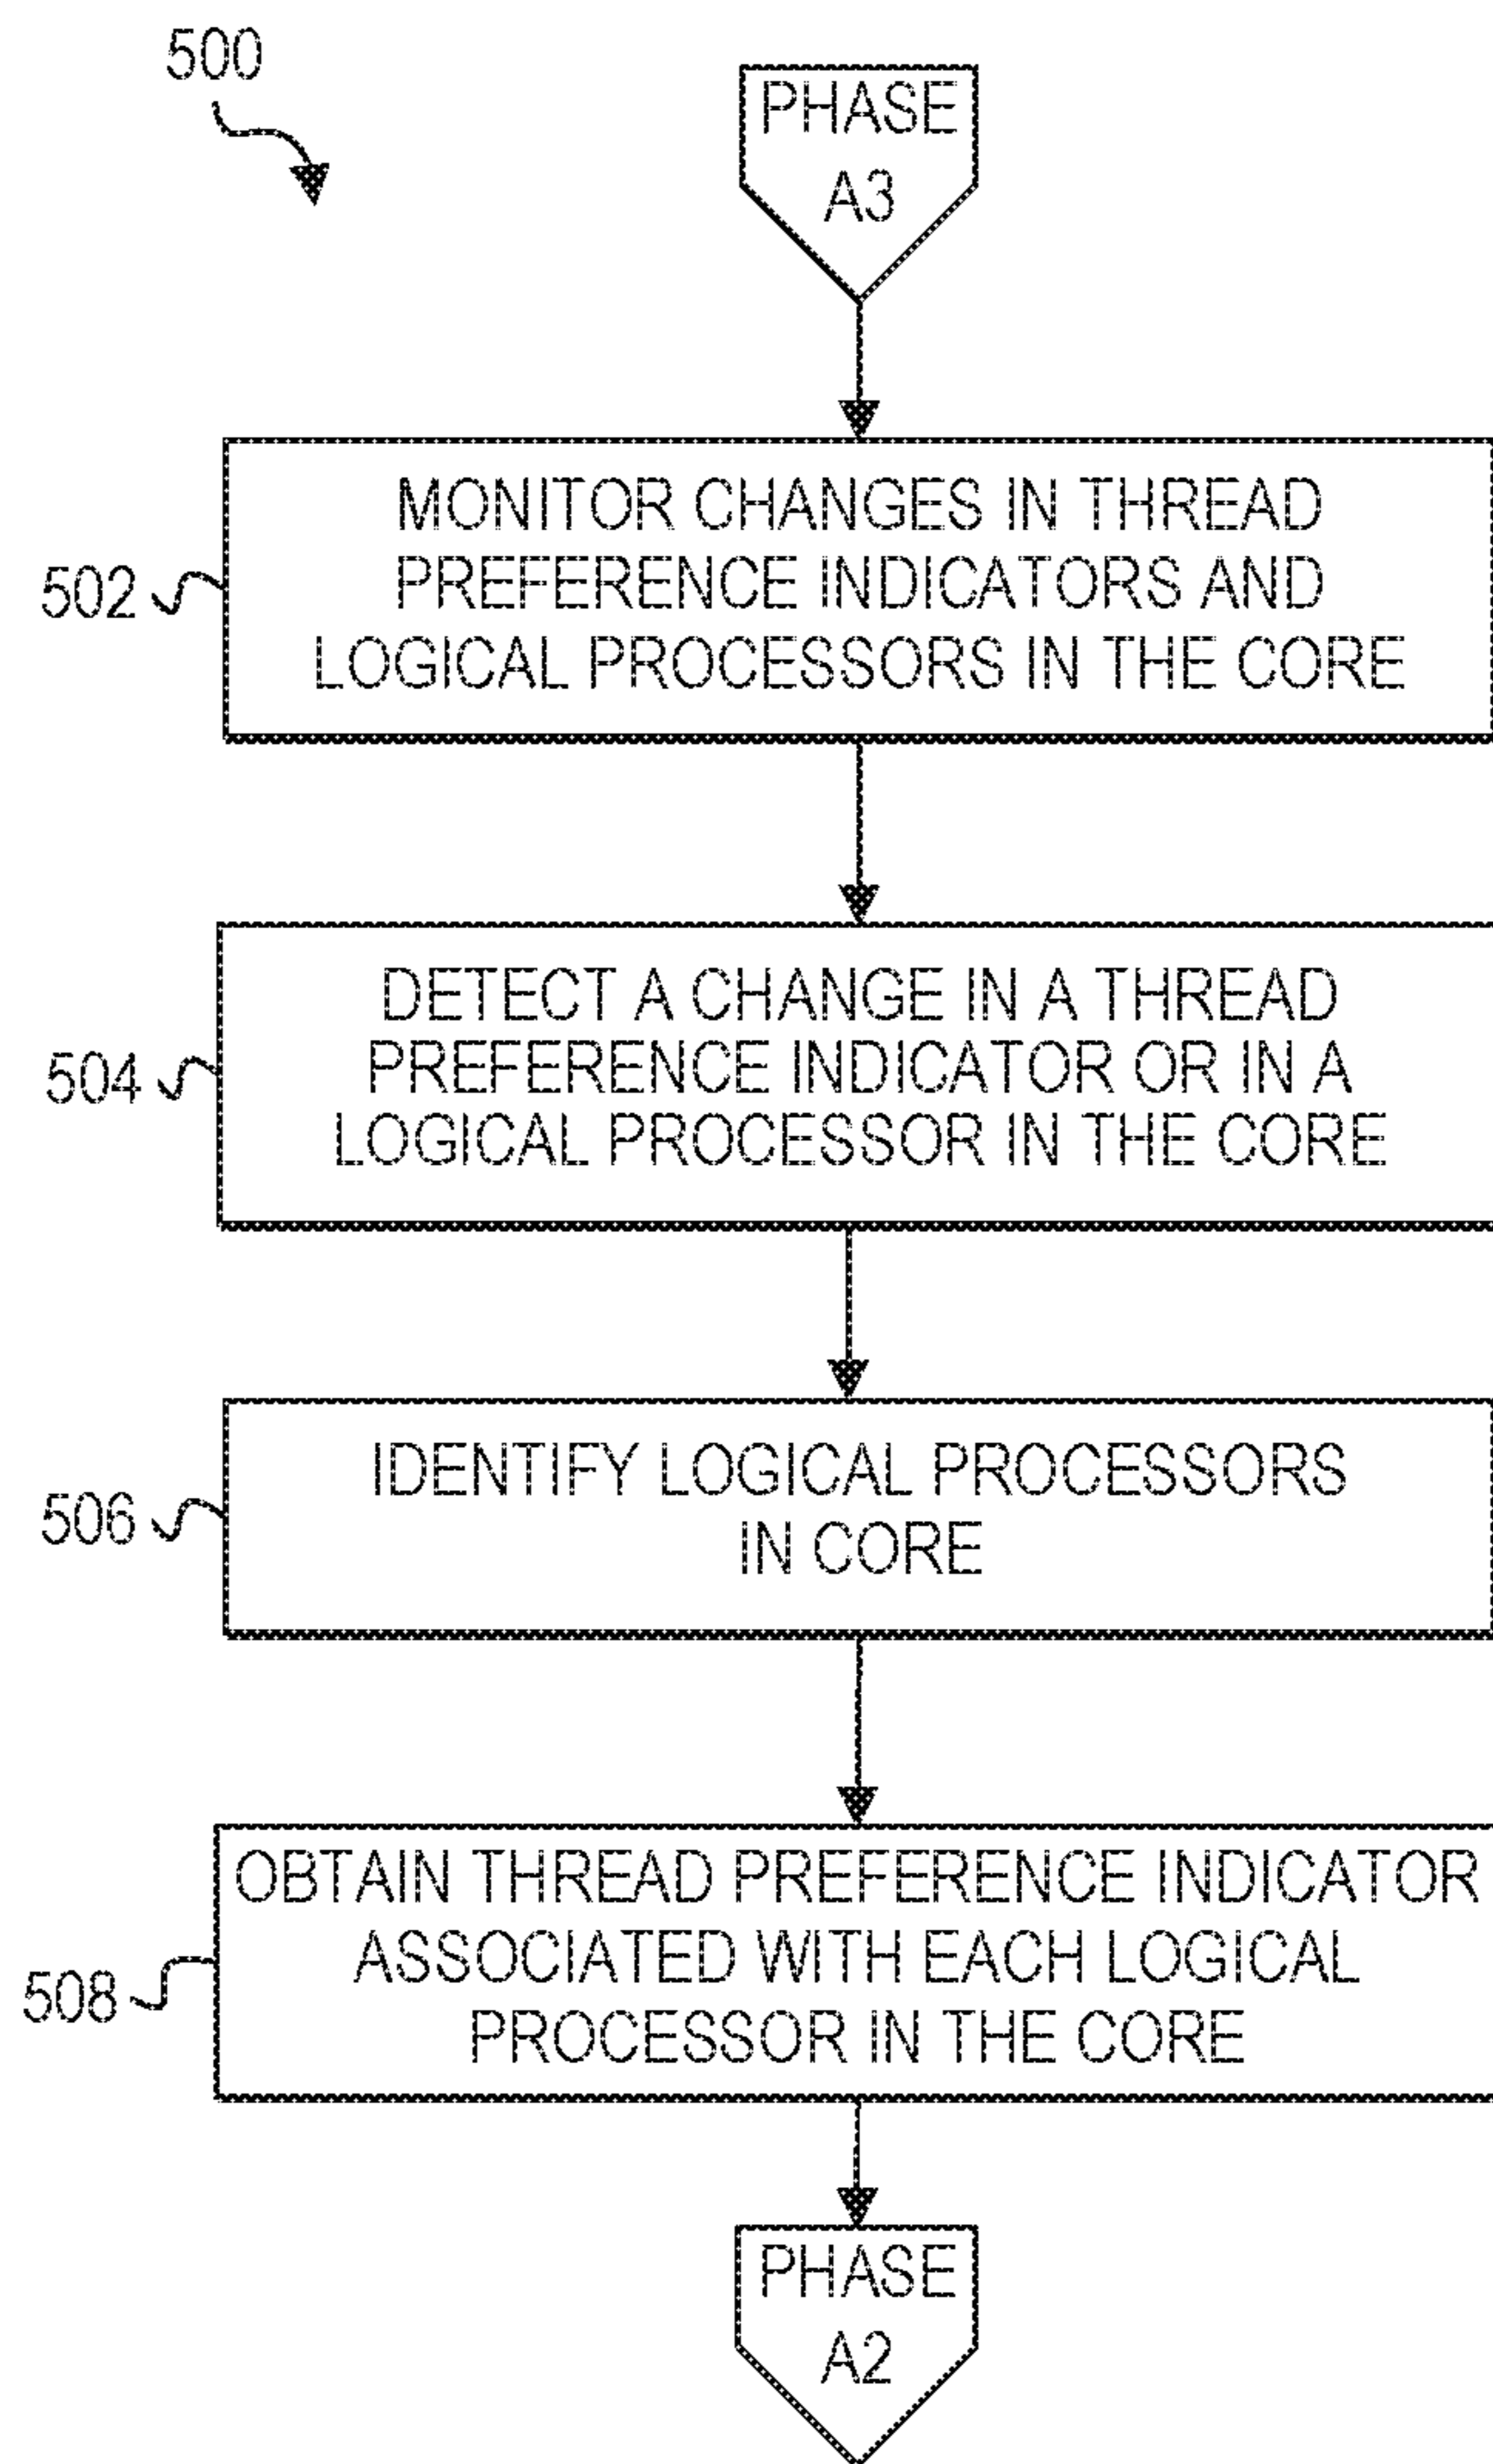 500
PHASE
A3
MONITOR CHANGES IN THREAD
PREFERENCE INDICATORS AND
LOGICAL PROCESSORS IN THE CORE
502
DETECT A CHANGE IN A THREAD
PREFERENCE INDICATOR OR IN A
LOGICAL PROCESSOR IN THE CORE
504
IDENTIFY LOGICAL PROCESSORS
IN CORE
506
OBTAIN THREAD PREFERENCE INDICATOR
ASSOCIATED WITH EACH LOGICAL
PROCESSOR IN THE CORE
508
PHASE
A2